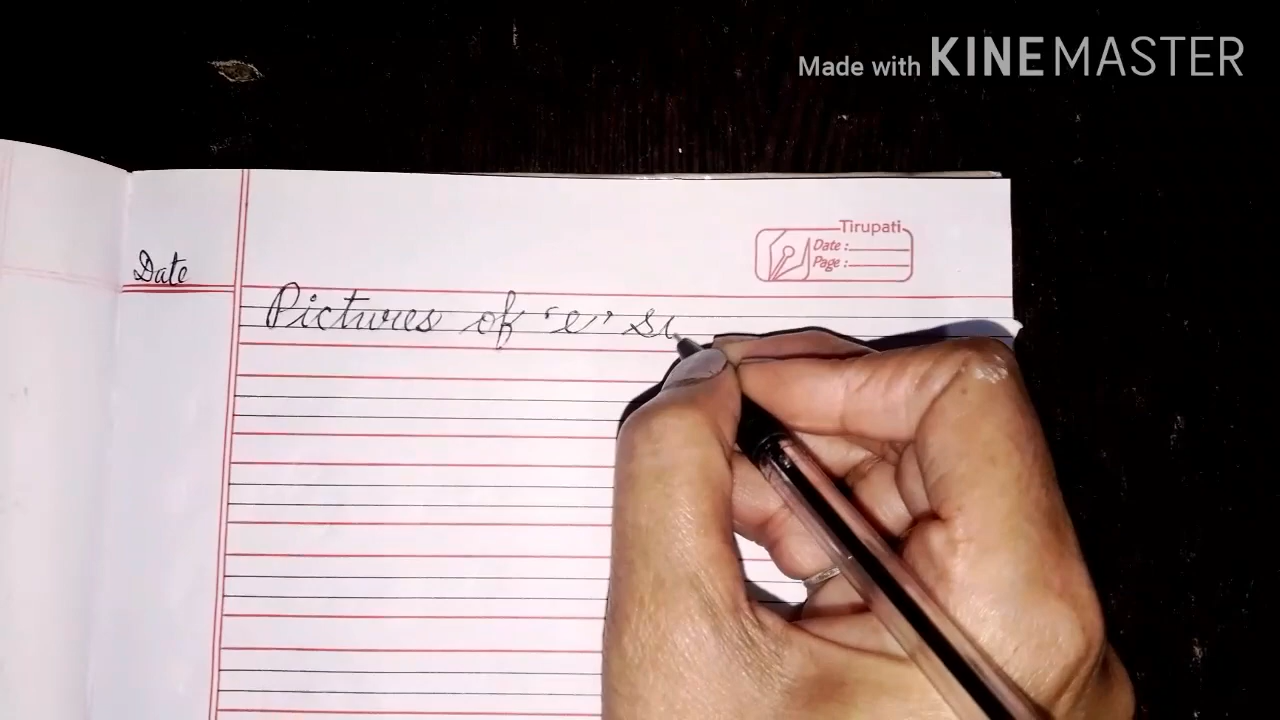 Made with KINEMASTER
Tirupati
Date :
Page :
Date
Pictures of 'e'